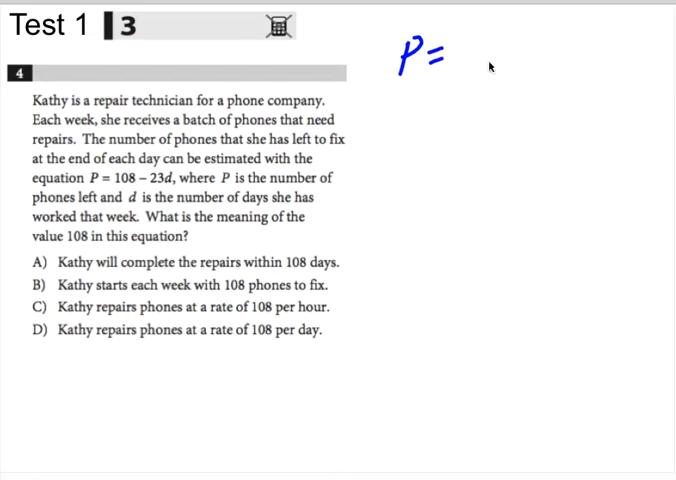 Test 1 3
P =
4
Kathy is a repair technician for a phone company.
Each week, she receives a batch of phones that need
repairs. The number of phones that she has left to fix
at the end of each day can be estimated with the
equation P = 108 – 23d, where P is the number of
phones left and d is the number of days she has
worked that week. What is the meaning of the
value 108 in this equation?
A) Kathy will complete the repairs within 108 days.
B) Kathy starts each week with 108 phones to fix.
C) Kathy repairs phones at a rate of 108 per hour.
D) Kathy repairs phones at a rate of 108 per day.